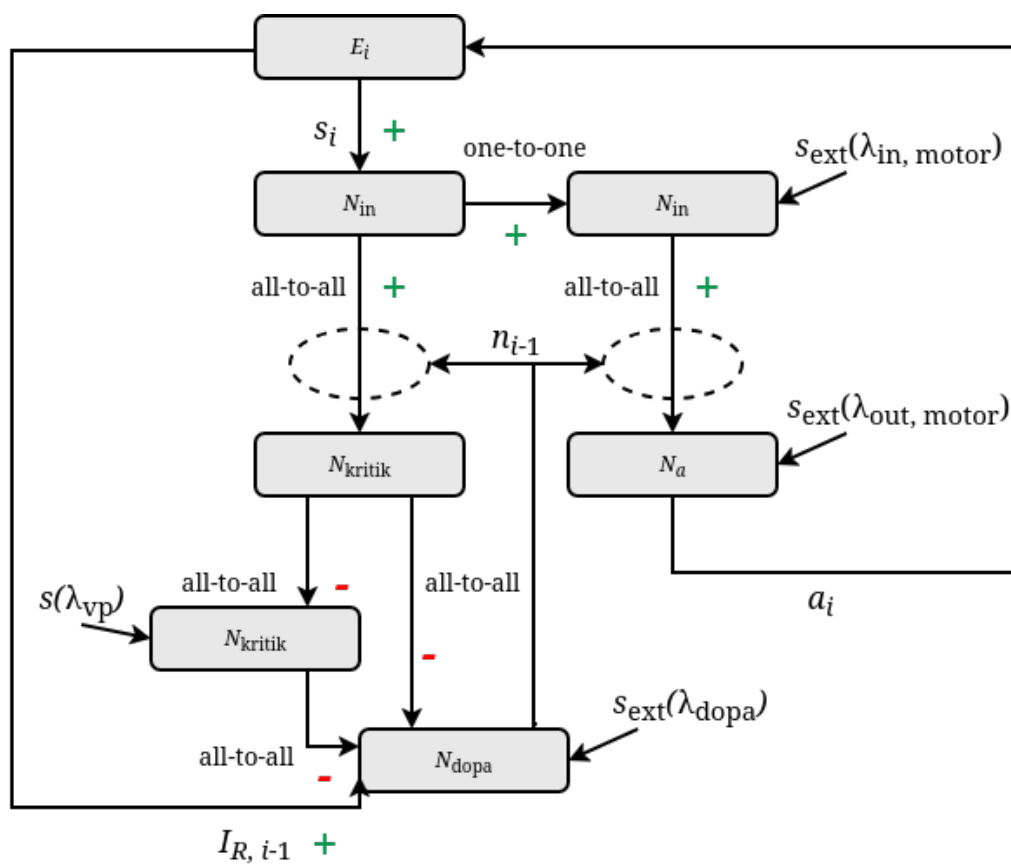 E_i
s_i +
one-to-one
s_ext(λ_in, motor)
N_in
N_in
+
all-to-all +
all-to-all +
n_i-1
s_ext(λ_out, motor)
N_kritik
N_a
all-to-all -
all-to-all
a_i
s(λ_vp)
N_kritik
-
s_ext(λ_dopa)
all-to-all -
N_dopa
I_R, i-1 +